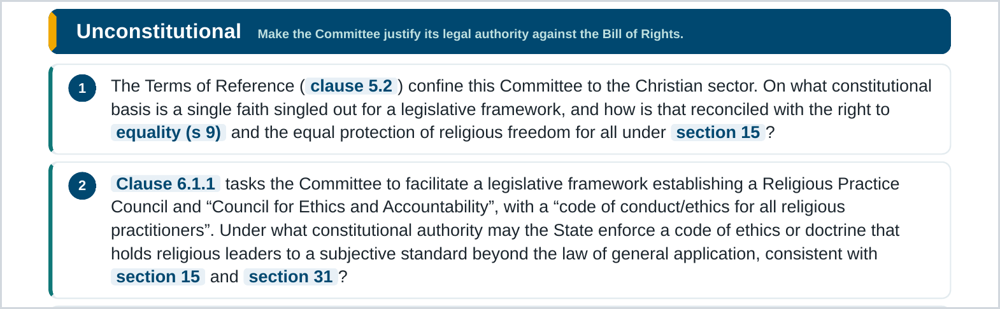 Unconstitutional Make the Committee justify its legal authority against the Bill of Rights.
1 The Terms of Reference ( clause 5.2 ) confine this Committee to the Christian sector. On what constitutional
basis is a single faith singled out for a legislative framework, and how is that reconciled with the right to
equality (s 9) and the equal protection of religious freedom for all under section 15 ?
2 Clause 6.1.1 tasks the Committee to facilitate a legislative framework establishing a Religious Practice
Council and “Council for Ethics and Accountability”, with a “code of conduct/ethics for all religious
practitioners”. Under what constitutional authority may the State enforce a code of ethics or doctrine that
holds religious leaders to a subjective standard beyond the law of general application, consistent with
section 15 and section 31 ?